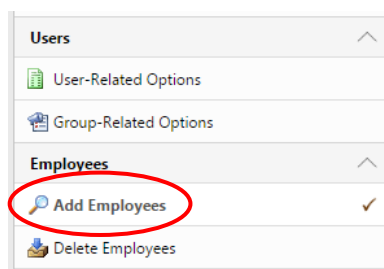 Users
User-Related Options
Group-Related Options
Employees
Add Employees
Delete Employees